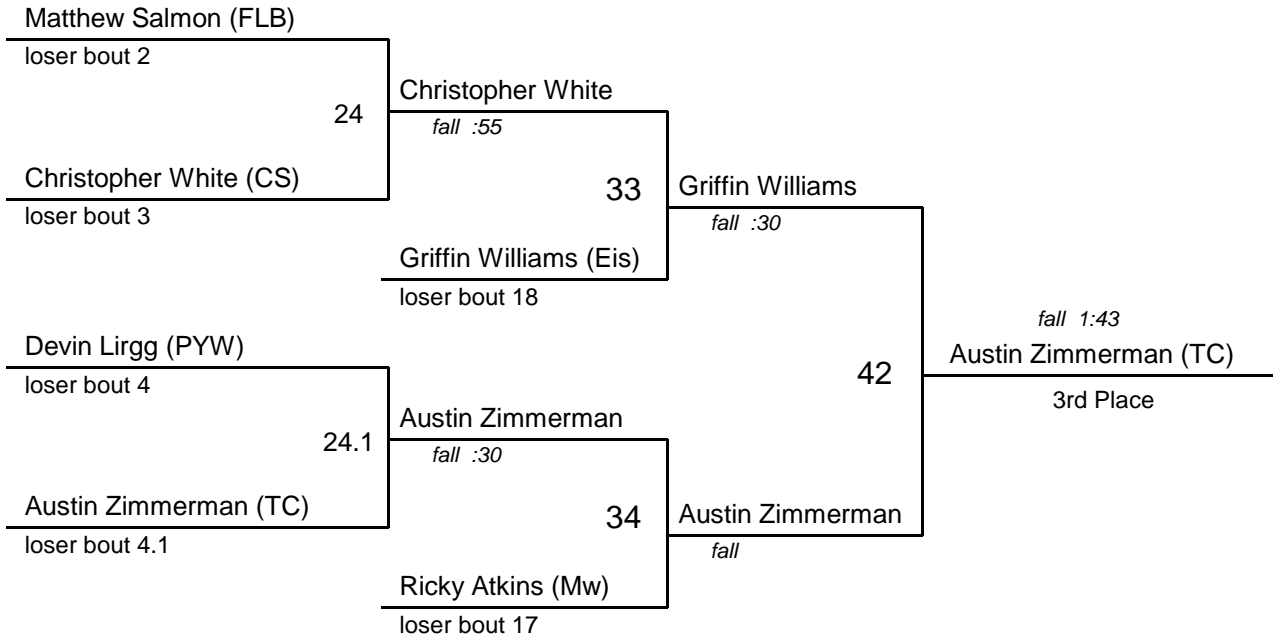 Matthew Salmon (FLB)
loser bout 2
24
Christopher White
fall :55
Christopher White (CS)
loser bout 3
33
Griffin Williams
fall :30
Griffin Williams (Eis)
loser bout 18
Devin Lirgg (PYW)
loser bout 4
24.1
Austin Zimmerman
fall :30
Austin Zimmerman (TC)
loser bout 4.1
34
Austin Zimmerman
fall
Ricky Atkins (Mw)
loser bout 17
42
fall 1:43
Austin Zimmerman (TC)
3rd Place